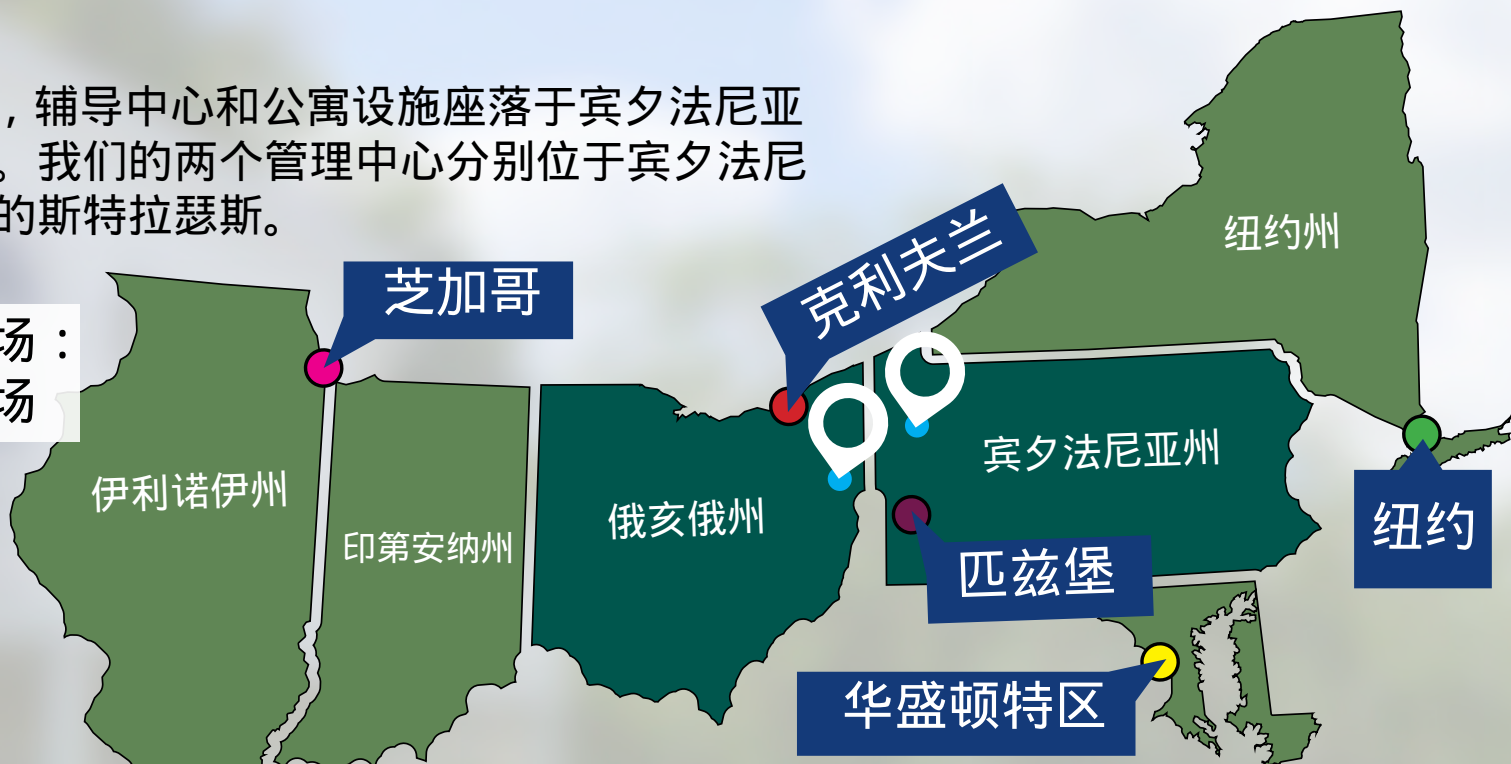 ，辅导中心和公寓设施座落于宾夕法尼亚
。我们的两个管理中心分别位于宾夕法尼
的斯特拉瑟斯。
场：
场
芝加哥
克利夫兰
纽约州
伊利诺伊州
印第安纳州
俄亥俄州
宾夕法尼亚州
匹兹堡
纽约
华盛顿特区